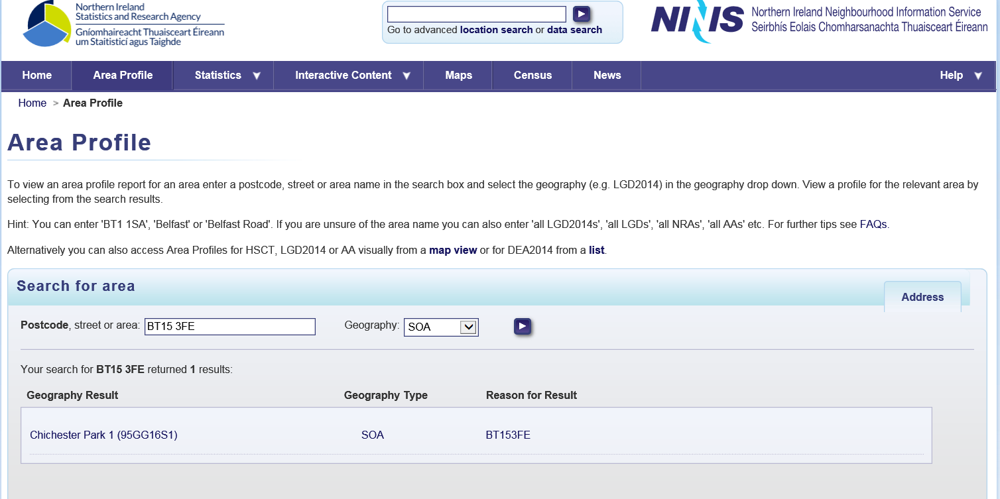 Northern Ireland
Statistics and Research Agency
Gníomhaireacht Thuaisceart Éireann
um Staitisticí agus Taighde
Go to advanced location search or data search
NINIS
Northern Ireland Neighbourhood Information Service
Seirbhís Eolais Chomharsanachta Thuaisceart Éireann
Home Area Profile Statistics Interactive Content Maps Census News Help
Home > Area Profile
Area Profile
To view an area profile report for an area enter a postcode, street or area name in the search box and select the geography (e.g. LGD2014) in the geography drop down. View a profile for the relevant area by
selecting from the search results.
Hint: You can enter 'BT1 1SA', 'Belfast' or 'Belfast Road'. If you are unsure of the area name you can also enter 'all LGD2014s', 'all LGDs', 'all NRAs', 'all AAs' etc. For further tips see FAQs.
Alternatively you can also access Area Profiles for HSCT, LGD2014 or AA visually from a map view or for DEA2014 from a list.
Search for area
Address
Postcode, street or area: BT15 3FE Geography: SOA
Your search for BT15 3FE returned 1 results:
Geography Result Geography Type Reason for Result
Chichester Park 1 (95GG16S1) SOA BT153FE